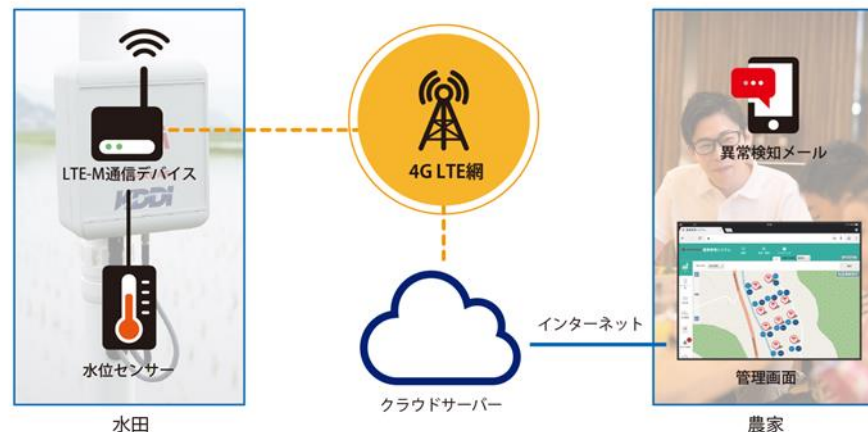 LTE-M通信デバイス
KDDI
水位センサー
水田
4G LTE網
クラウドサーバー
インターネット
異常検知メール
管理画面
農家